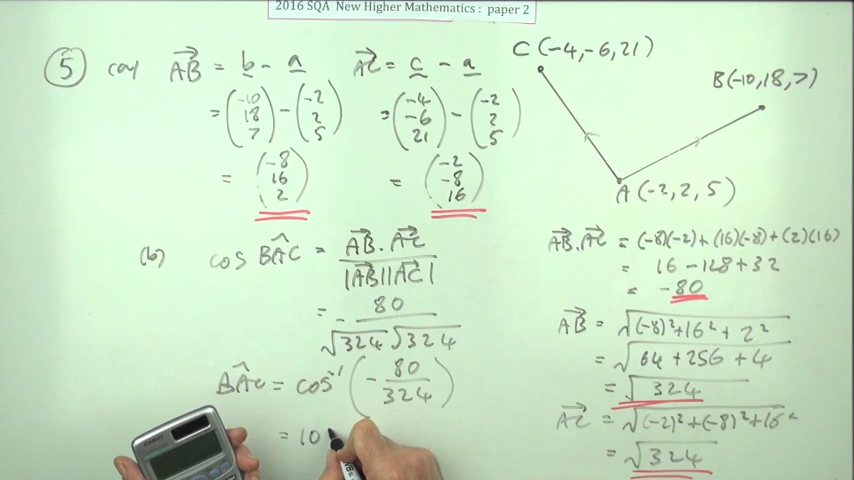 2016 SQA New Higher Mathematics : paper 2
5 (a) AB→ = b - a
= (-10 18 7) - (-2 2 5)
= (-8 16 2)
AC→ = c - a
= (-4 -6 21) - (-2 2 5)
= (-2 -8 16)
C (-4, -6, 21)
B (-10, 18, 7)
A (-2, 2, 5)
(b) cos BÂC = AB→ . AC→ / |AB→||AC→|
= - 80 / √324 √324
BÂC = cos⁻¹ (- 80 / 324)
= 10
AB→.AC→ = (-8)(-2) + (16)(-8) + (2)(16)
= 16 - 128 + 32
= -80
AB→ = √(-8)² + 16² + 2²
= √64 + 256 + 4
= √324
AC→ = √(-2)² + (-8)² + 16²
= √324